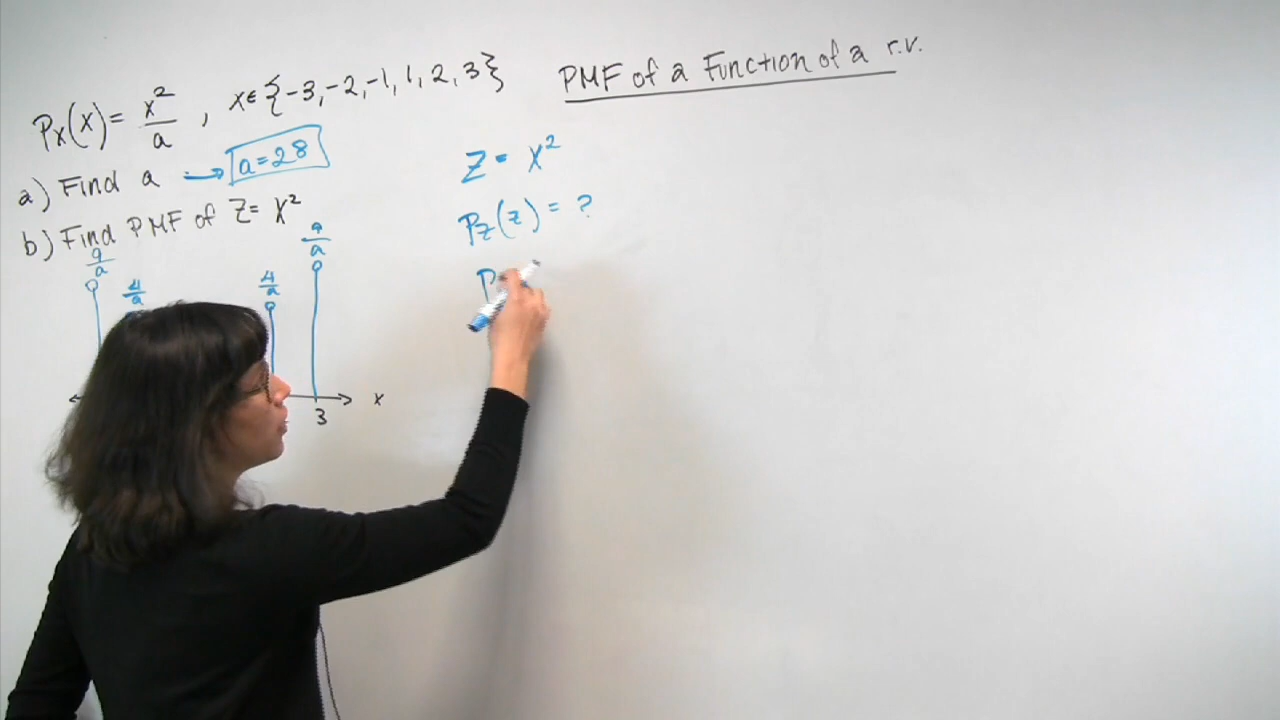 PMF of a Function of a r.v.
Px(x) = x²/a , x∈{-3,-2,-1,1,2,3}
a) Find a → a=28
b) Find PMF of Z= X²
9/a
4/a
4/a
9/a
3
x
Z = X²
Pz(z) = ?
P